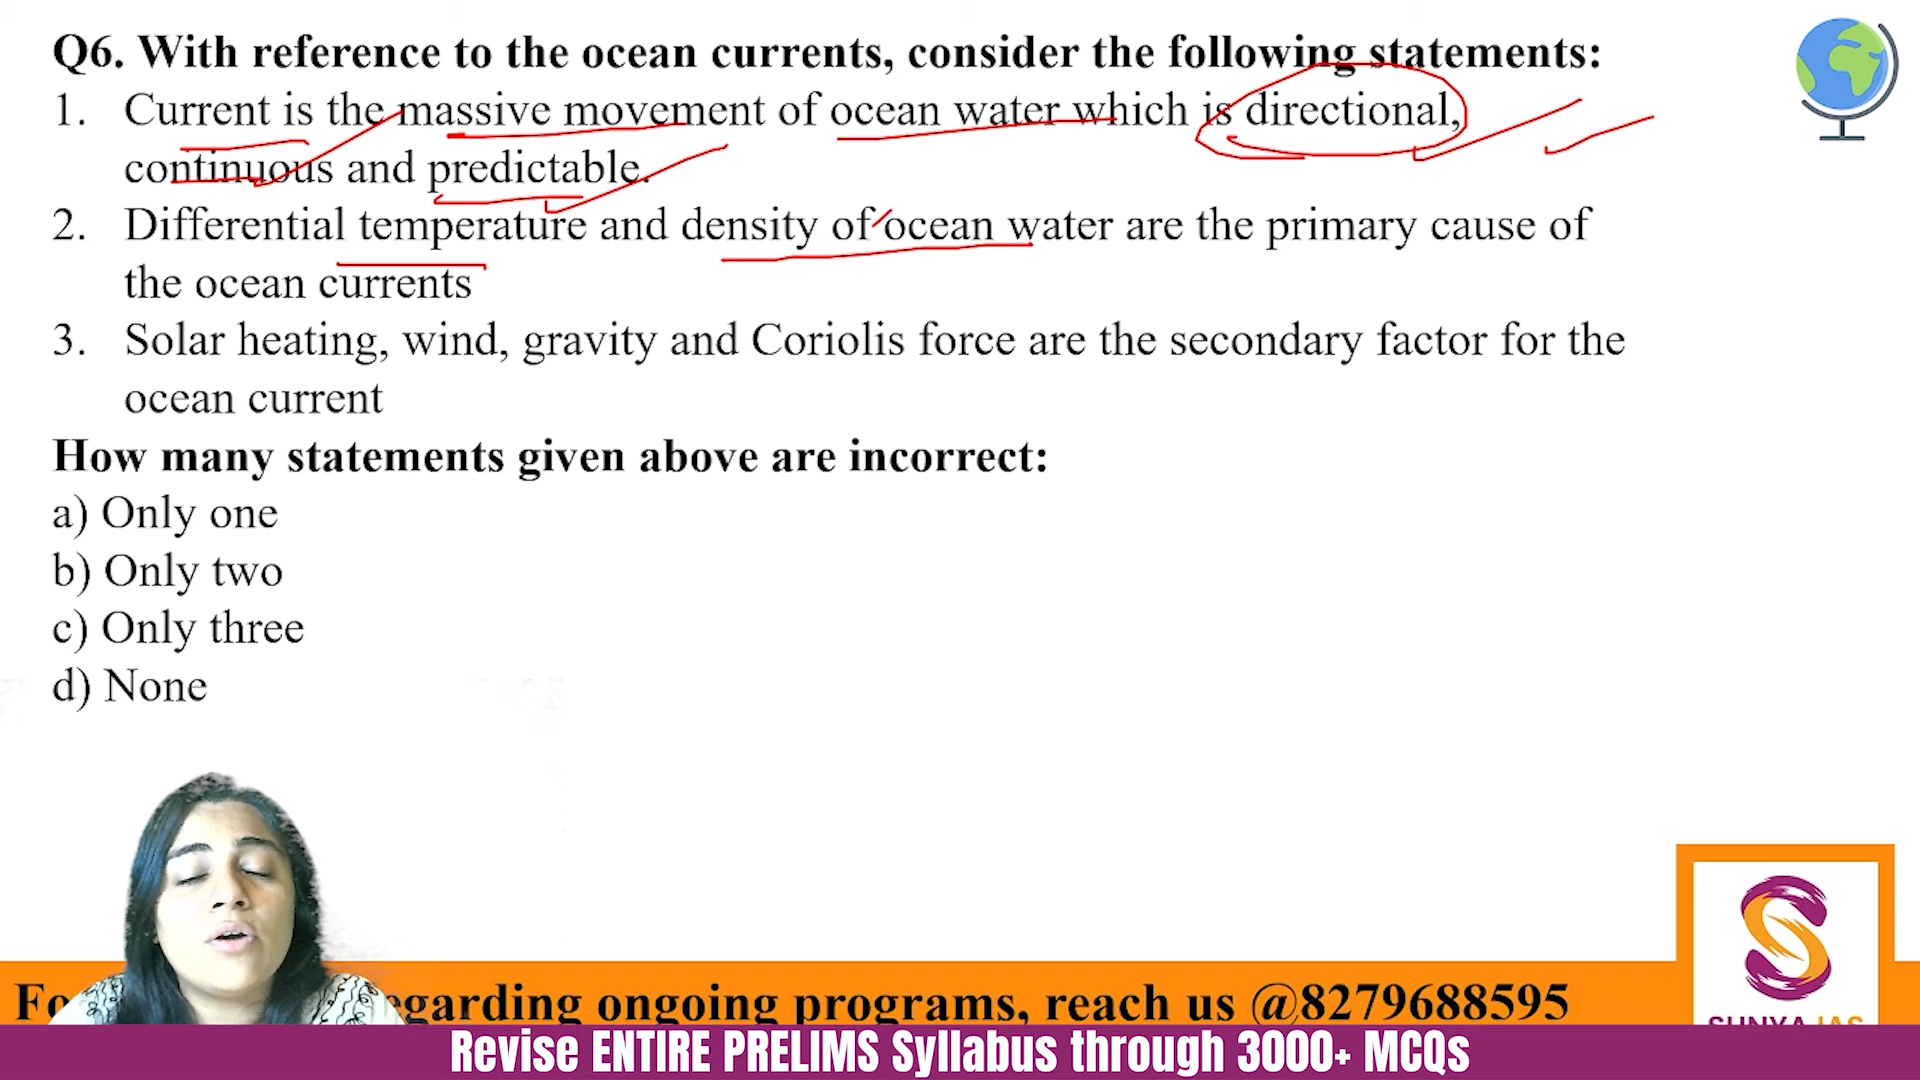 Q6. With reference to the ocean currents, consider the following statements:
1. Current is the massive movement of ocean water which is directional,
continuous and predictable.
2. Differential temperature and density of ocean water are the primary cause of
the ocean currents
3. Solar heating, wind, gravity and Coriolis force are the secondary factor for the
ocean current
How many statements given above are incorrect:
a) Only one
b) Only two
c) Only three
d) None
egarding ongoing programs, reach us @8279688595
Revise ENTIRE PRELIMS Syllabus through 3000+ MCQs